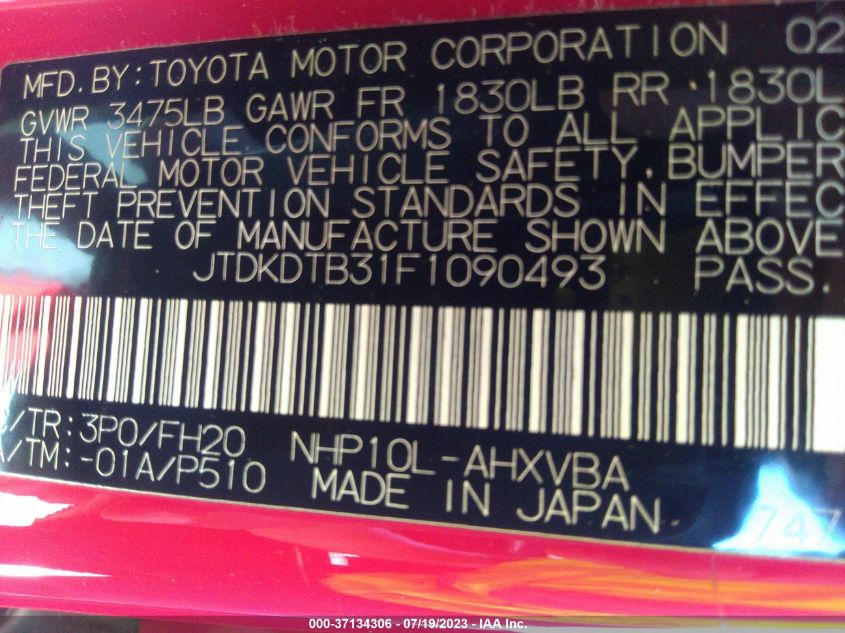 MFD. BY: TOYOTA MOTOR CORPORATION 02
GVWR 3475LB GAWR FR 1830LB RR 1830L
THIS VEHICLE CONFORMS TO ALL APPLIC
FEDERAL MOTOR VEHICLE SAFETY, BUMPER
THEFT PREVENTION STANDARDS IN EFFEC
THE DATE OF MANUFACTURE SHOWN ABOVE
JTDKDTB31F1090493 PASS.
/TR: 3P0/FH20 NHP10L-AHXVBA
A/TM: -01A/P510 MADE IN JAPAN
747
000-37134306 - 07/19/2023 - IAA Inc.